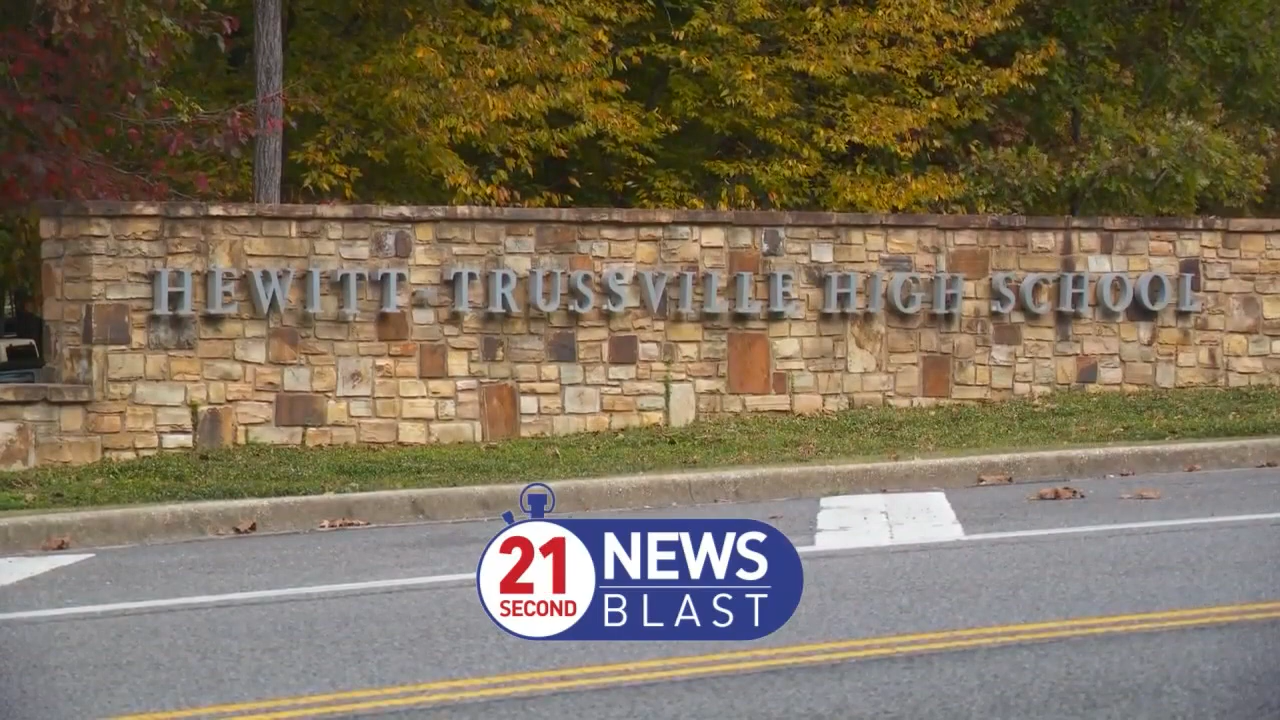 HEWITT-TRUSSVILLE HIGH SCHOOL
21
SECOND
NEWS
BLAST